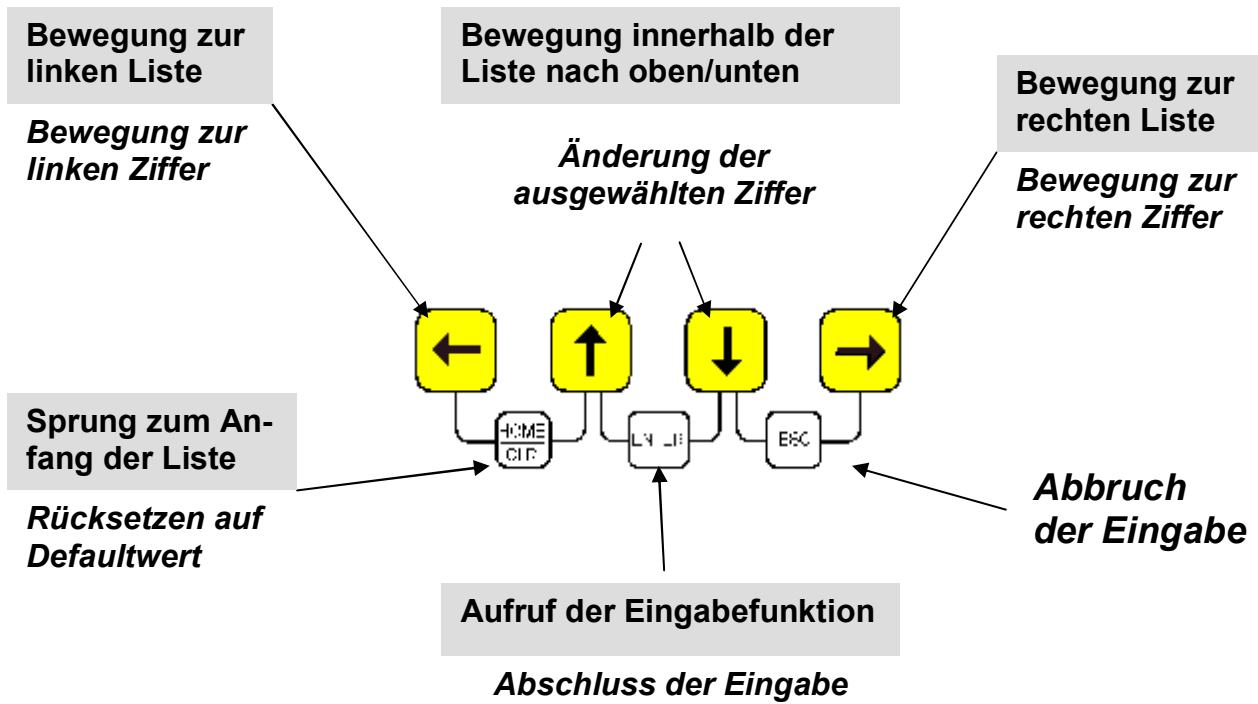 Bewegung zur
linken Liste
Bewegung zur
linken Ziffer
Bewegung innerhalb der
Liste nach oben/unten
Änderung der
ausgewählten Ziffer
Bewegung zur
rechten Liste
Bewegung zur
rechten Ziffer
HOME
CLR
ESC
Sprung zum An-
fang der Liste
Rücksetzen auf
Defaultwert
Abbruch
der Eingabe
Aufruf der Eingabefunktion
Abschluss der Eingabe